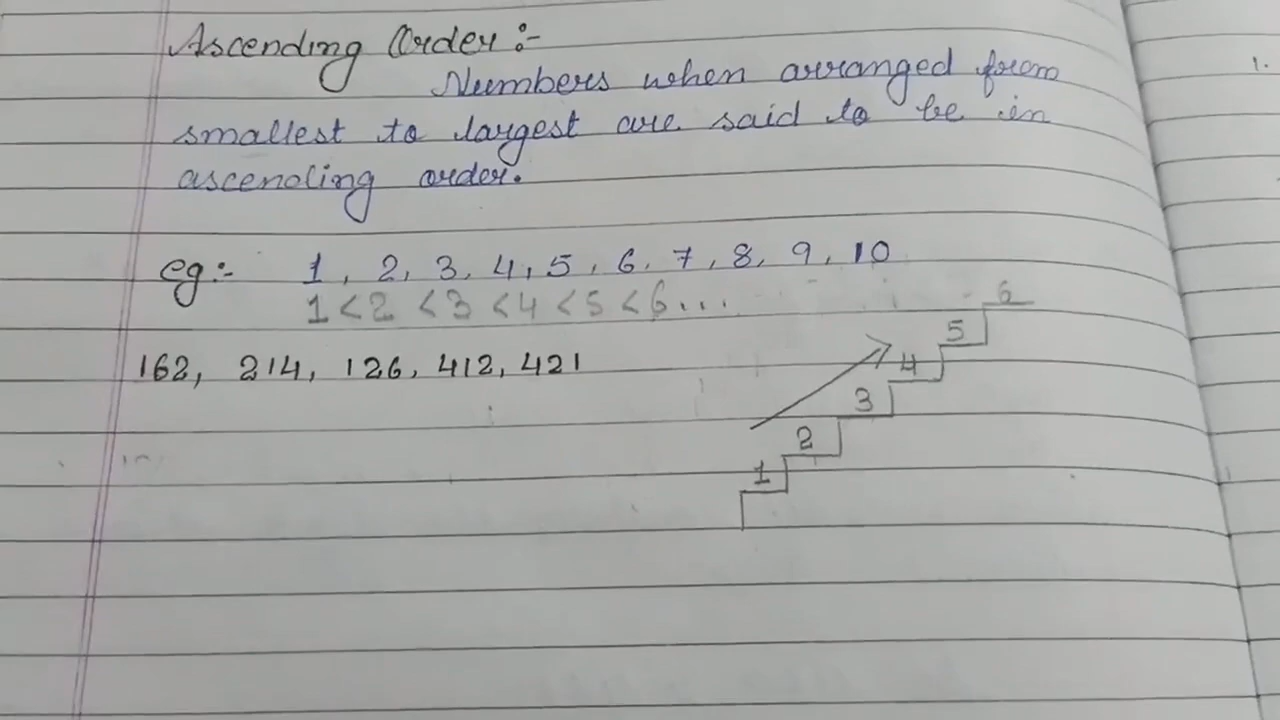 Ascending Order :-
Numbers when arranged from
smallest to largest are said to be in
ascending order.
eg:- 1, 2, 3, 4, 5, 6, 7, 8, 9, 10
1 < 2 < 3 < 4 < 5 < 6 ...
162, 214, 126, 412, 421
6
5
4
3
2
1
1.